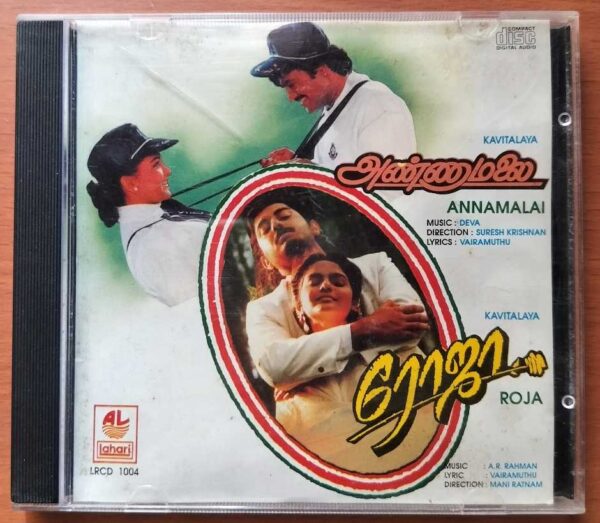 COMPACT
disc
DIGITAL AUDIO
KAVITALAYA
அண்ணாமலை
ANNAMALAI
MUSIC : DEVA
DIRECTION : SURESH KRISHNAN
LYRICS : VAIRAMUTHU
KAVITALAYA
ரோஜா
ROJA
AL
Lahari
LRCD 1004
MUSIC : A.R. RAHMAN
LYRIC : VAIRAMUTHU
DIRECTION : MANI RATNAM